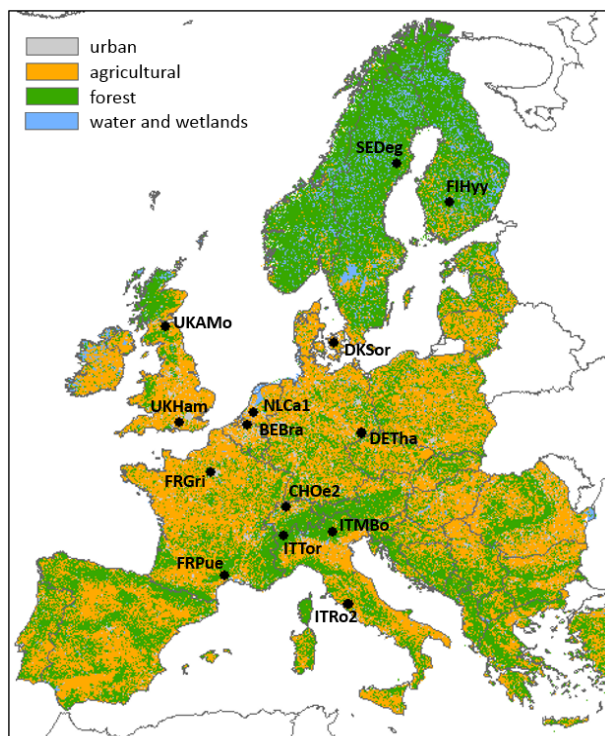 urban
agricultural
forest
water and wetlands
SEDeg
FIHyy
UKAMo
DKSor
UKHam
NLCa1
BEBra
DETha
FRGri
CHOe2
ITMBo
ITTor
FRPue
ITRo2